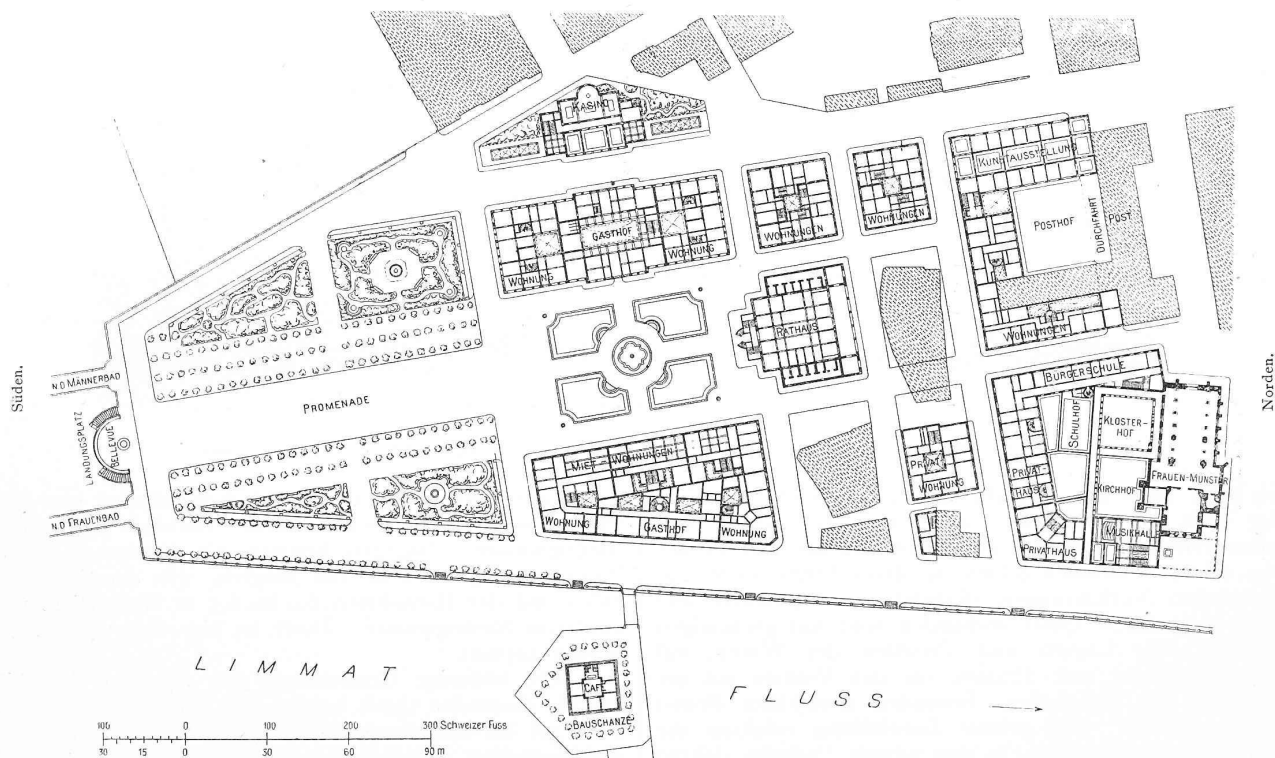 KASINO
KUNSTAUSSTELLUNG
WOHNUNGEN
WOHNUNGEN
POSTHOF
DURCHFAHRT
POST
GASTHOF
WOHNUNG
WOHNUNG
RATHAUS
WOHNUNGEN
Süden.
ND MÄNNERBAD
LANDUNGSPLATZ
BELLEVUE
ND FRAUENBAD
PROMENADE
BÜRGERSCHULE
Norden.
SCHULHOF
KLOSTER-
HOF
MIET-WOHNUNGEN
PRIVAT
WOHNUNG
PRIVAT-
HAUS
KIRCHHOF
FRAUEN-MÜNSTER
WOHNUNG
GASTHOF
WOHNUNG
MUSIKHALLE
PRIVATHAUS
LIMMAT
FLUSS
CAFÉ
BAUSCHANZE
100 0 100 200 300 Schweizer Fuss
30 15 0 30 60 90 m